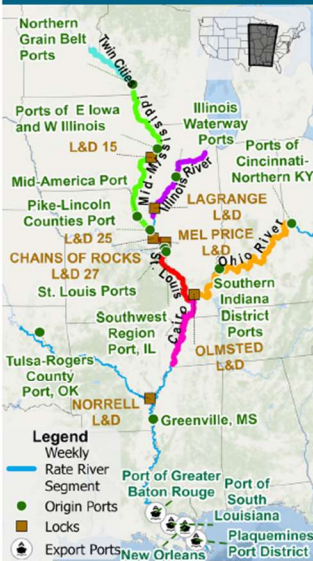 Northern
Grain Belt
Ports
Twin Cities
Ports of E Iowa
and W Illinois
Mississippi
Illinois
Waterway
Ports
L&D 15
Ports of
Cincinnati-
Northern KY
Mid-America Port
Mid-Miss
Illinois River
Pike-Lincoln
Counties Port
LAGRANGE
L&D
L&D 25
MEL PRICE
L&D
Ohio River
CHAINS OF ROCKS
L&D 27
St. Louis
St. Louis Ports
Southern
Indiana
District
Ports
Southwest
Region
Port, IL
Cairo
OLMSTED
L&D
Tulsa-Rogers
County
Port, OK
NORRELL
L&D
Greenville, MS
Legend
Weekly
Rate River
Segment
Origin Ports
Locks
Export Ports
Port of Greater
Baton Rouge
Port of
South
Louisiana
Plaquemines
Port District
New Orleans